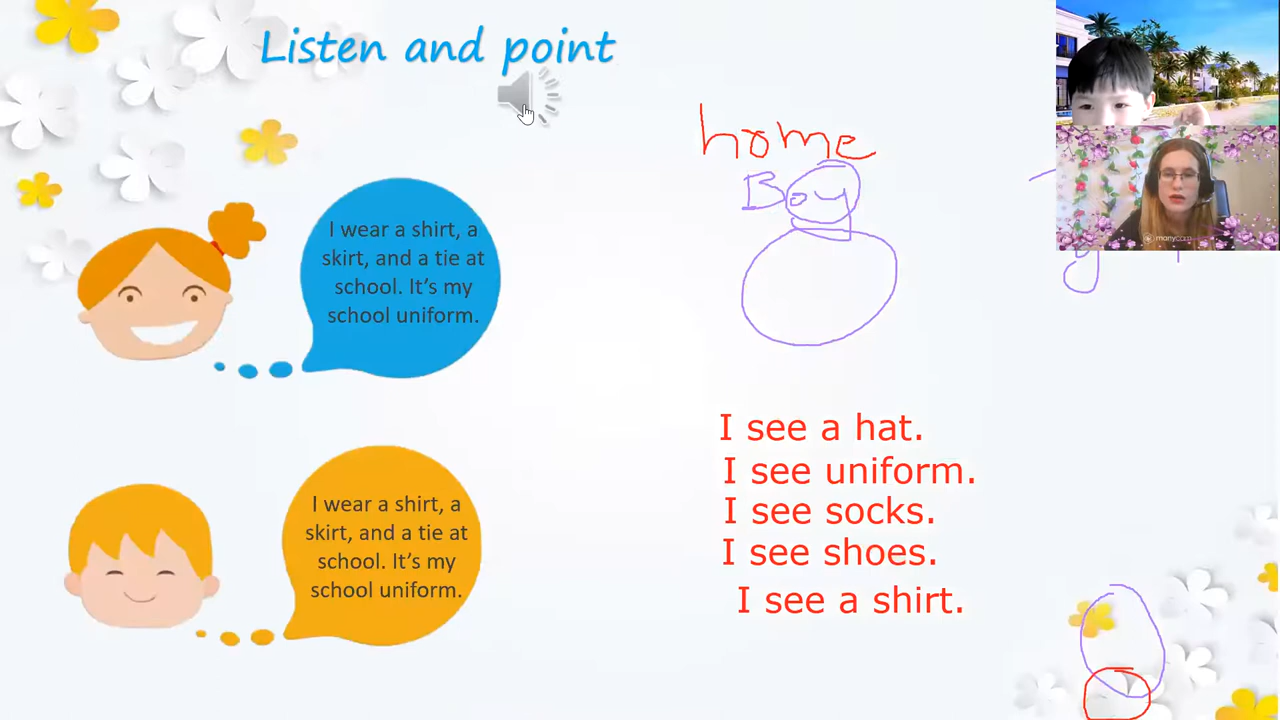 Listen and point
home
Boy
I wear a shirt, a
skirt, and a tie at
school. It's my
school uniform.
I see a hat.
I see uniform.
I see socks.
I see shoes.
I see a shirt.
I wear a shirt, a
skirt, and a tie at
school. It's my
school uniform.
manycam